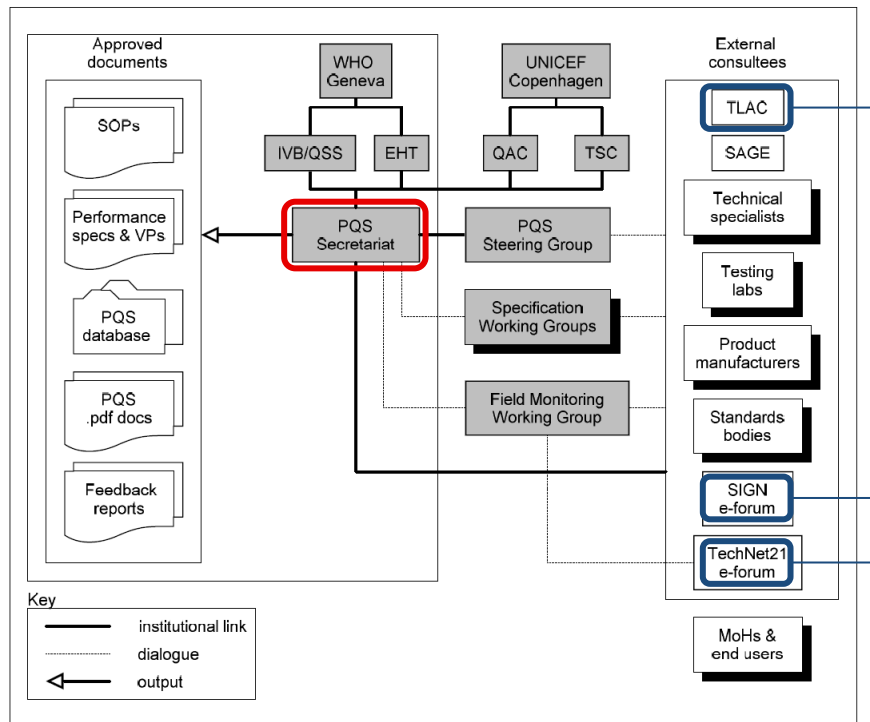 Approved
documents
SOPs
Performance
specs & VPs
PQS
database
PQS
.pdf docs
Feedback
reports
WHO
Geneva
UNICEF
Copenhagen
IVB/QSS
EHT
QAC
TSC
PQS
Secretariat
PQS
Steering Group
Specification
Working Groups
Field Monitoring
Working Group
External
consultees
TLAC
SAGE
Technical
specialists
Testing
labs
Product
manufacturers
Standards
bodies
SIGN
e-forum
TechNet21
e-forum
MoHs &
end users
Key
institutional link
dialogue
output